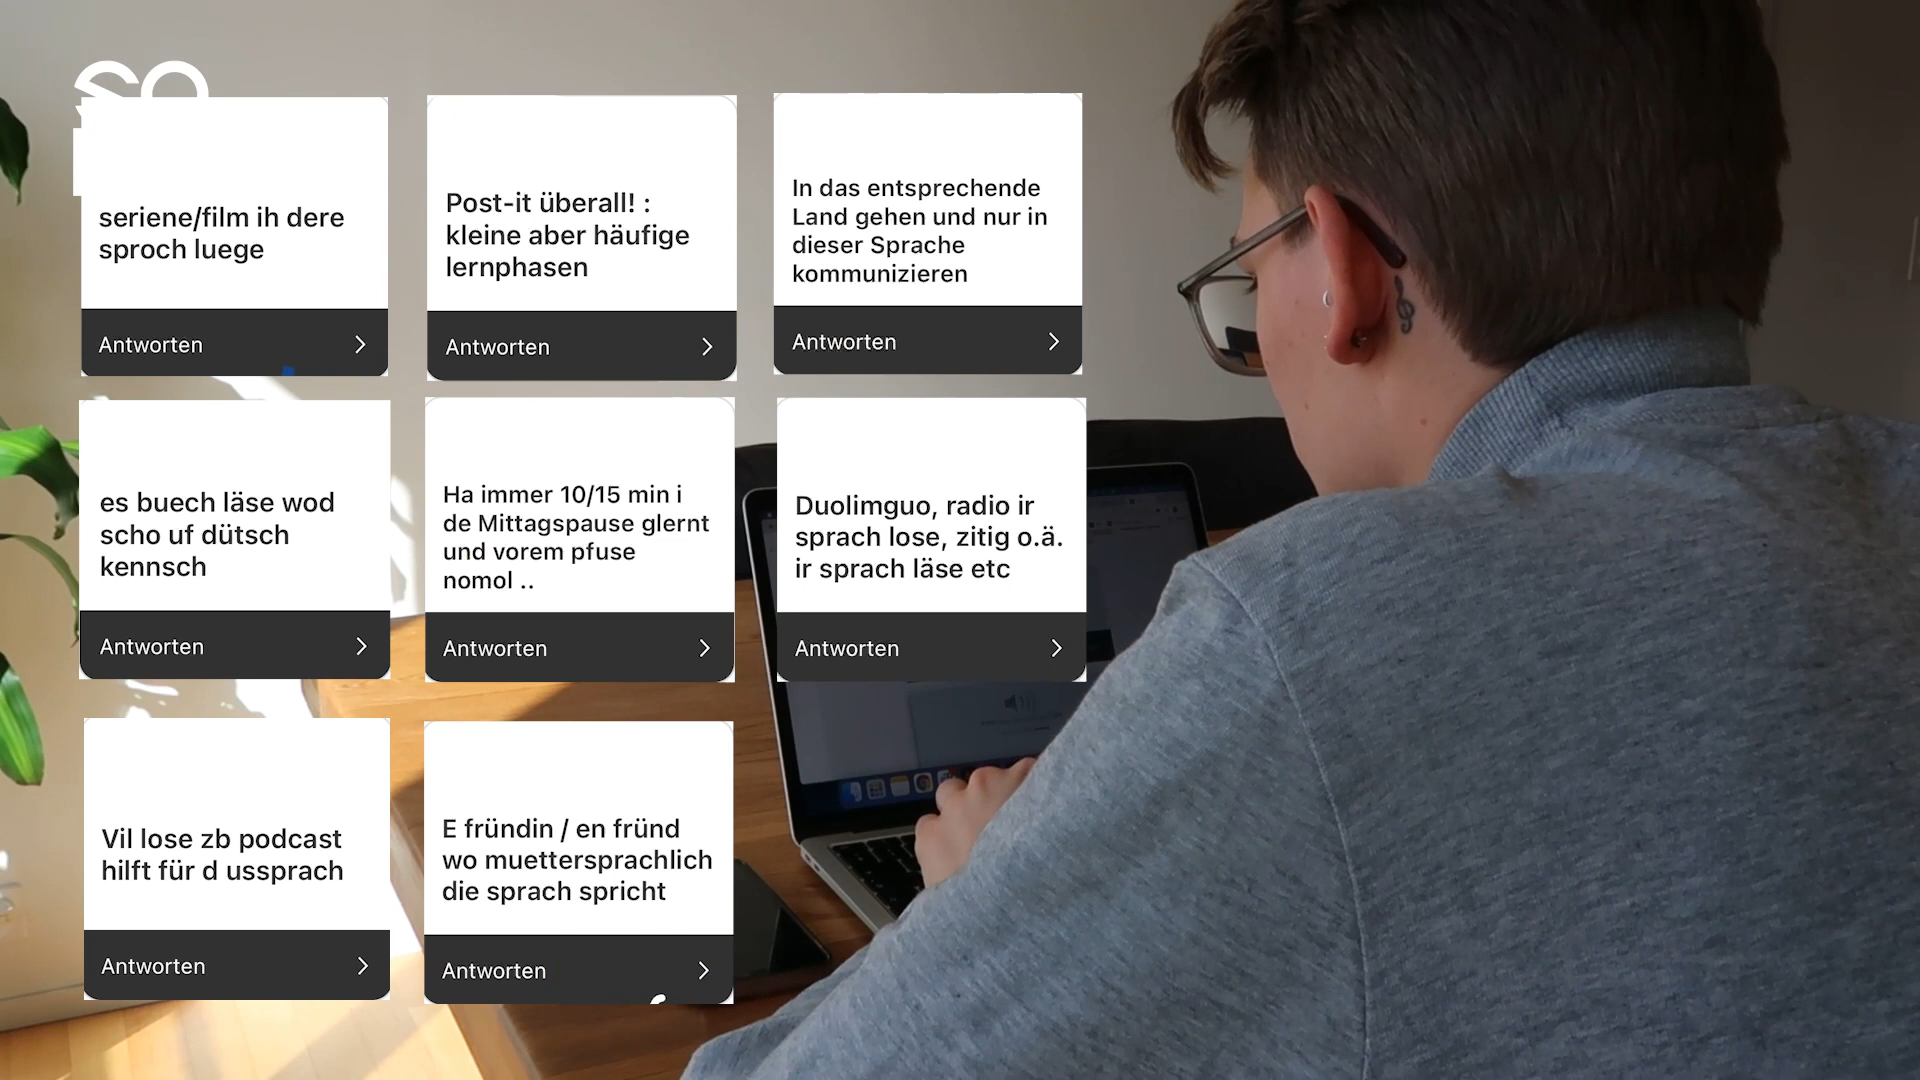 so
seriene/film ih dere
sproch luege
Antworten
Post-it überall! :
kleine aber häufige
lernphasen
Antworten
In das entsprechende
Land gehen und nur in
dieser Sprache
kommunizieren
Antworten
es buech läse wod
scho uf dütsch
kennsch
Antworten
Ha immer 10/15 min i
de Mittagspause glernt
und vorem pfuse
nomol ..
Antworten
Duolimguo, radio ir
sprach lose, zitig o.ä.
ir sprach läse etc
Antworten
Vil lose zb podcast
hilft für d ussprach
Antworten
E fründin / en fründ
wo muettersprachlich
die sprach spricht
Antworten